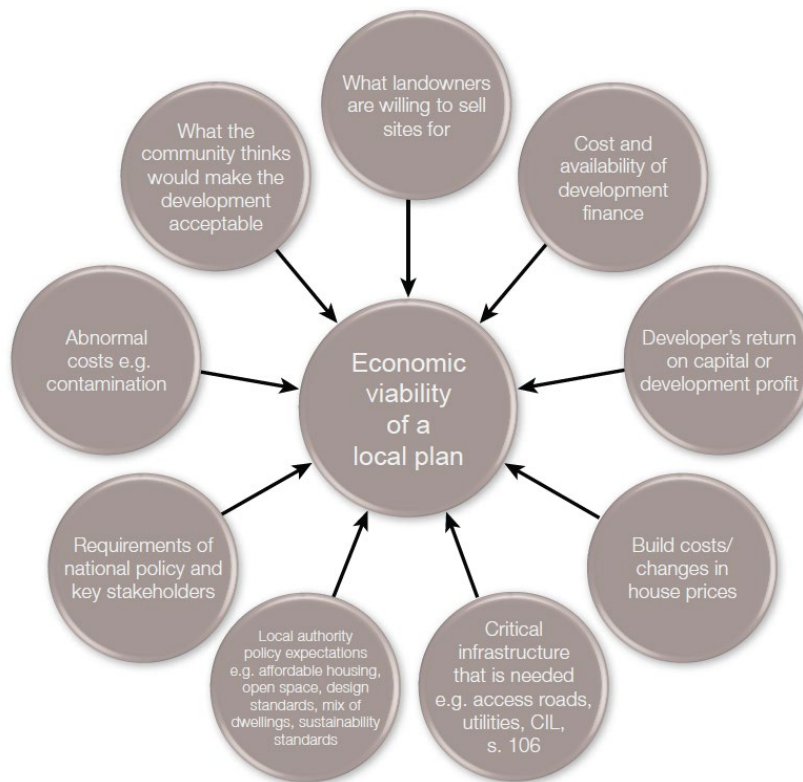 What landowners
are willing to sell
sites for
Cost and
availability of
development
finance
Developer's return
on capital or
development profit
Build costs/
changes in
house prices
Critical
infrastructure
that is needed
e.g. access roads,
utilities, CIL,
s. 106
Local authority
policy expectations
e.g. affordable housing,
open space, design
standards, mix of
dwellings, sustainability
standards
Requirements of
national policy and
key stakeholders
Abnormal
costs e.g.
contamination
What the
community thinks
would make the
development
acceptable
Economic
viability
of a
local plan